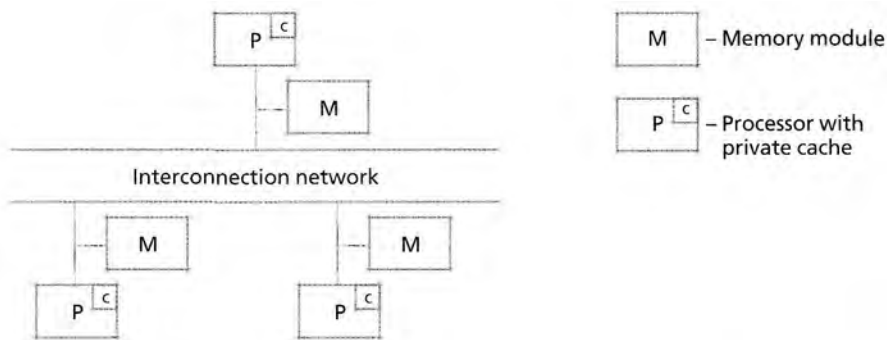 P
C
M
Interconnection network
M
M
P
C
P
C
M
– Memory module
P
C
– Processor with
private cache